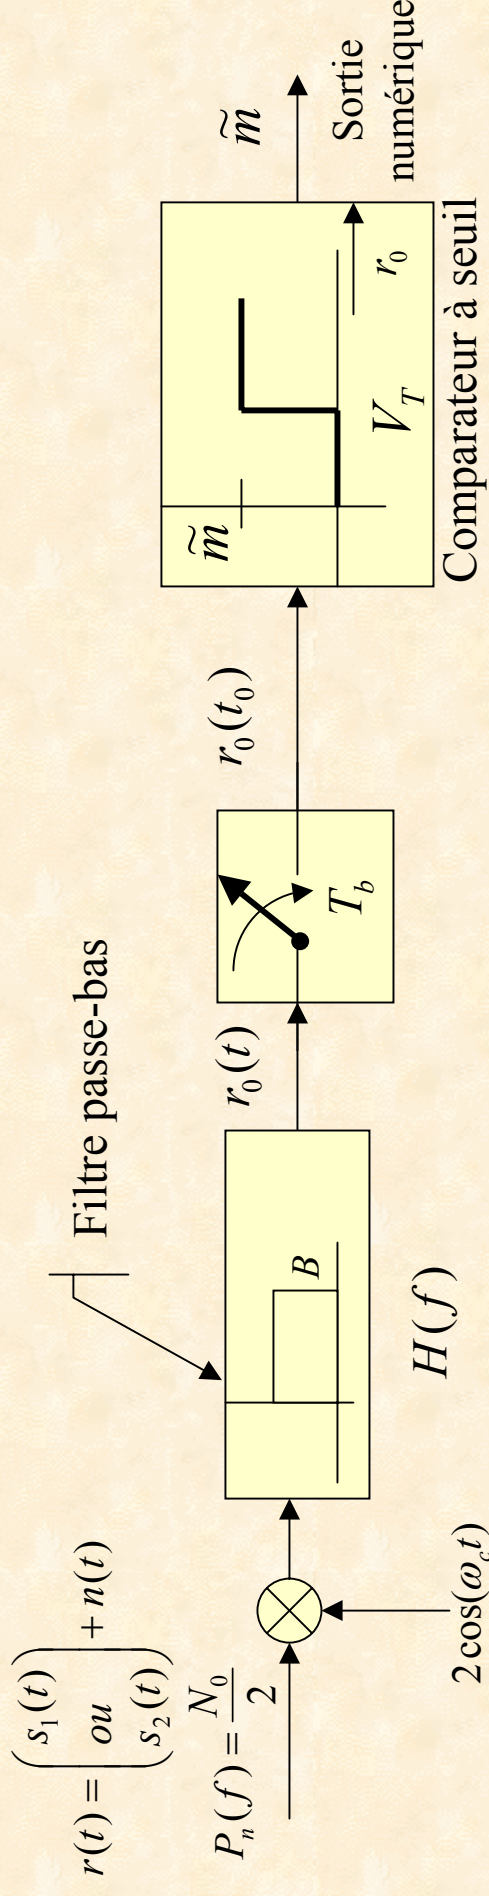 r(t) = ( s₁(t) ou s₂(t) ) + n(t)
Pₙ(f) = N₀/2
2cos(ω_c t)
Filtre passe-bas
B
H(f)
r₀(t)
T_b
r₀(t₀)
m̃
V_T
r₀
Comparateur à seuil
m̃
Sortie
numérique